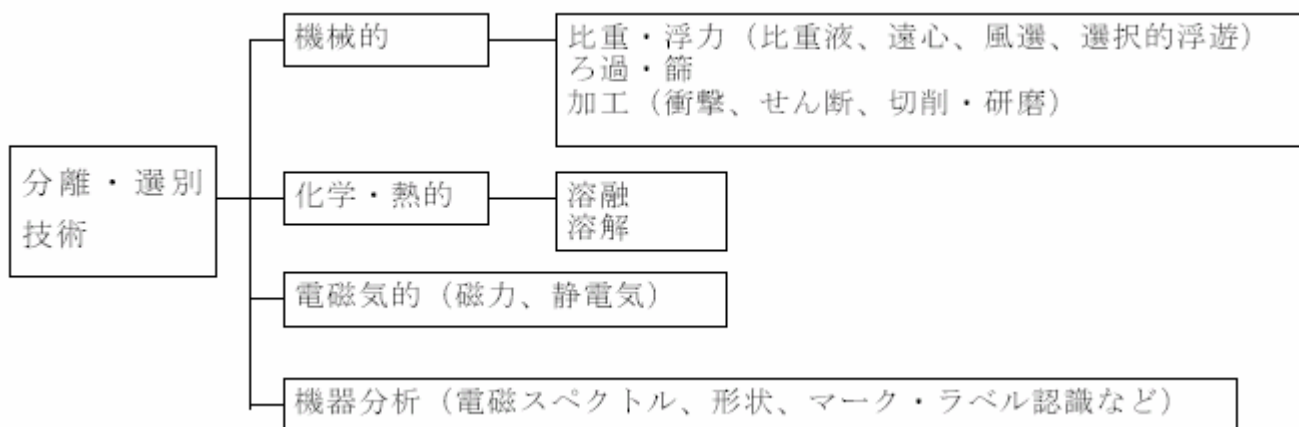 分離・選別
技術
機械的
比重・浮力（比重液、遠心、風選、選択的浮遊）
ろ過・篩
加工（衝撃、せん断、切削・研磨）
化学・熱的
溶融
溶解
電磁気的（磁力、静電気）
機器分析（電磁スペクトル、形状、マーク・ラベル認識など）